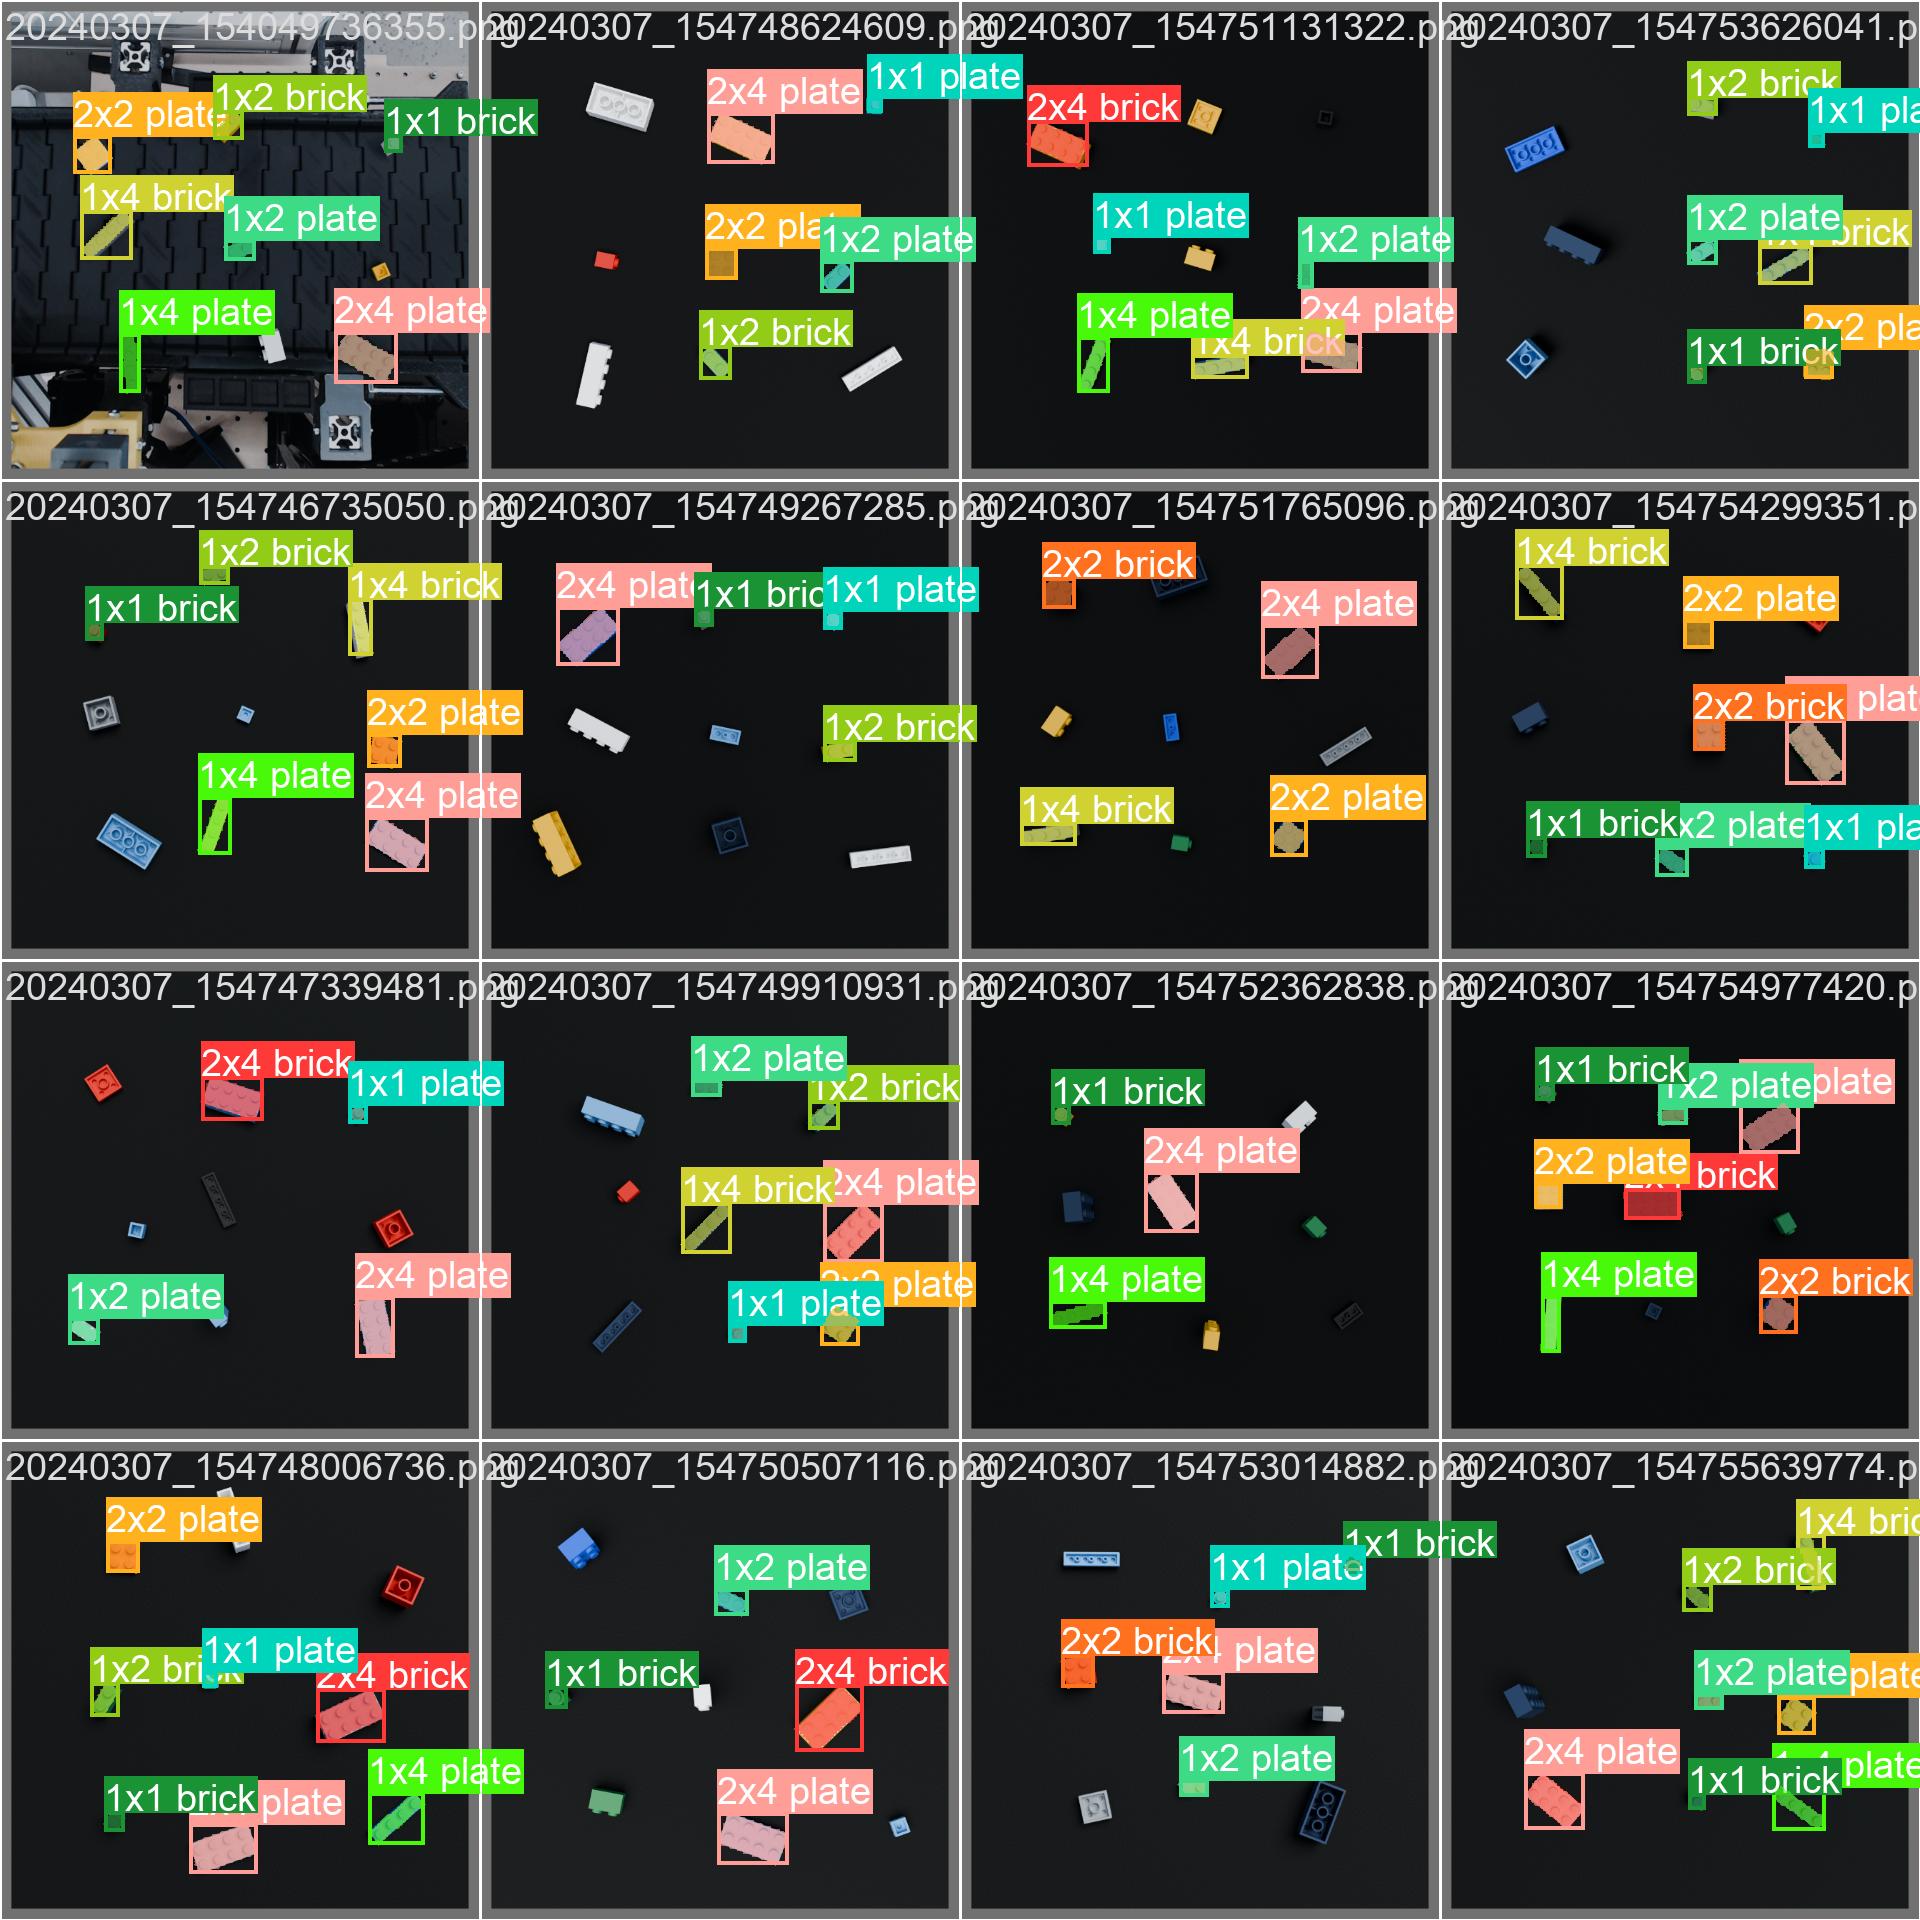 20240307_154049736355.png
2x2 plate
1x2 brick
1x1 brick
1x4 brick
1x2 plate
1x4 plate
2x4 plate
20240307_154748624609.png
2x4 plate
1x1 plate
2x2 pla
1x2 plate
1x2 brick
20240307_154751131322.png
2x4 brick
1x1 plate
1x2 plate
1x4 plate
1x4 brick
2x4 plate
20240307_154753626041.p
1x2 brick
1x1 pla
1x2 plate
brick
2x2 pla
1x1 brick
20240307_154746735050.png
1x2 brick
1x1 brick
1x4 brick
2x2 plate
1x4 plate
2x4 plate
20240307_154749267285.png
2x4 plat
1x1 bric
1x1 plate
1x2 brick
20240307_154751765096.png
2x2 brick
2x4 plate
1x4 brick
2x2 plate
20240307_154754299351.p
1x4 brick
2x2 plate
2x2 brick
plat
1x1 brick
x2 plate
1x1 pla
20240307_154747339481.png
2x4 brick
1x1 plate
1x2 plate
2x4 plate
20240307_154749910931.png
1x2 plate
1x2 brick
1x4 brick
2x4 plate
2x2 plate
1x1 plate
20240307_154752362838.png
1x1 brick
2x4 plate
1x4 plate
20240307_154754977420.p
1x1 brick
1x2 plate
plate
2x2 plate
brick
1x4 plate
2x2 brick
20240307_154748006736.png
2x2 plate
1x2 brick
1x1 plate
2x4 brick
1x4 plate
1x1 brick
plate
20240307_154750507116.png
1x2 plate
1x1 brick
2x4 brick
2x4 plate
20240307_154753014882.png
1x1 brick
1x1 plate
2x2 brick
plate
1x2 plate
20240307_154755639774.p
1x4 bric
1x2 brick
1x2 plate
plate
2x4 plate
plate
1x1 brick